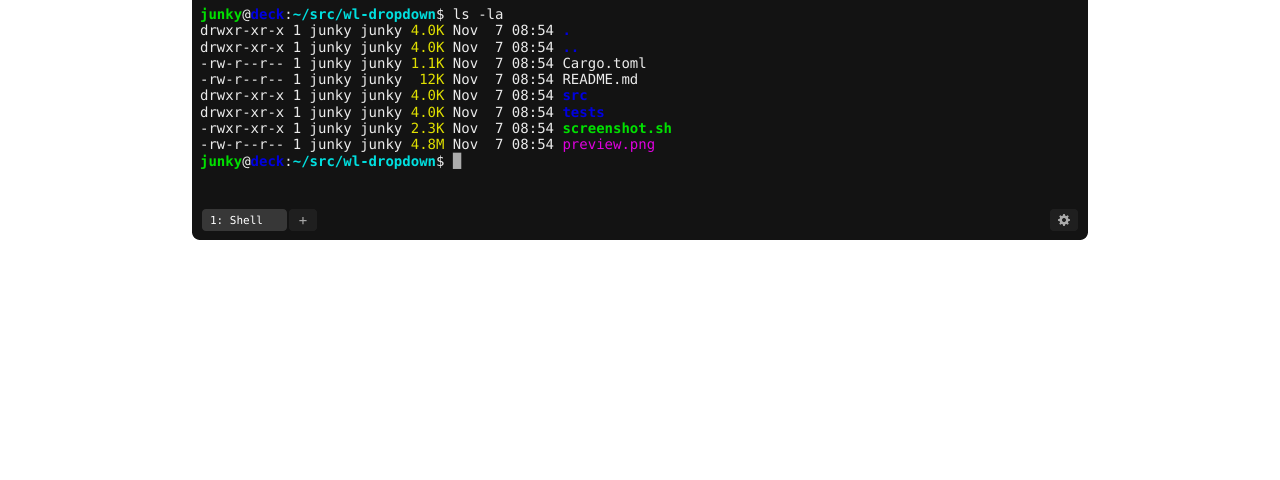 junky@deck:~/src/wl-dropdown$ ls -la
drwxr-xr-x 1 junky junky 4.0K Nov  7 08:54 .
drwxr-xr-x 1 junky junky 4.0K Nov  7 08:54 ..
-rw-r--r-- 1 junky junky 1.1K Nov  7 08:54 Cargo.toml
-rw-r--r-- 1 junky junky  12K Nov  7 08:54 README.md
drwxr-xr-x 1 junky junky 4.0K Nov  7 08:54 src
drwxr-xr-x 1 junky junky 4.0K Nov  7 08:54 tests
-rwxr-xr-x 1 junky junky 2.3K Nov  7 08:54 screenshot.sh
-rw-r--r-- 1 junky junky 4.8M Nov  7 08:54 preview.png
junky@deck:~/src/wl-dropdown$
1: Shell +